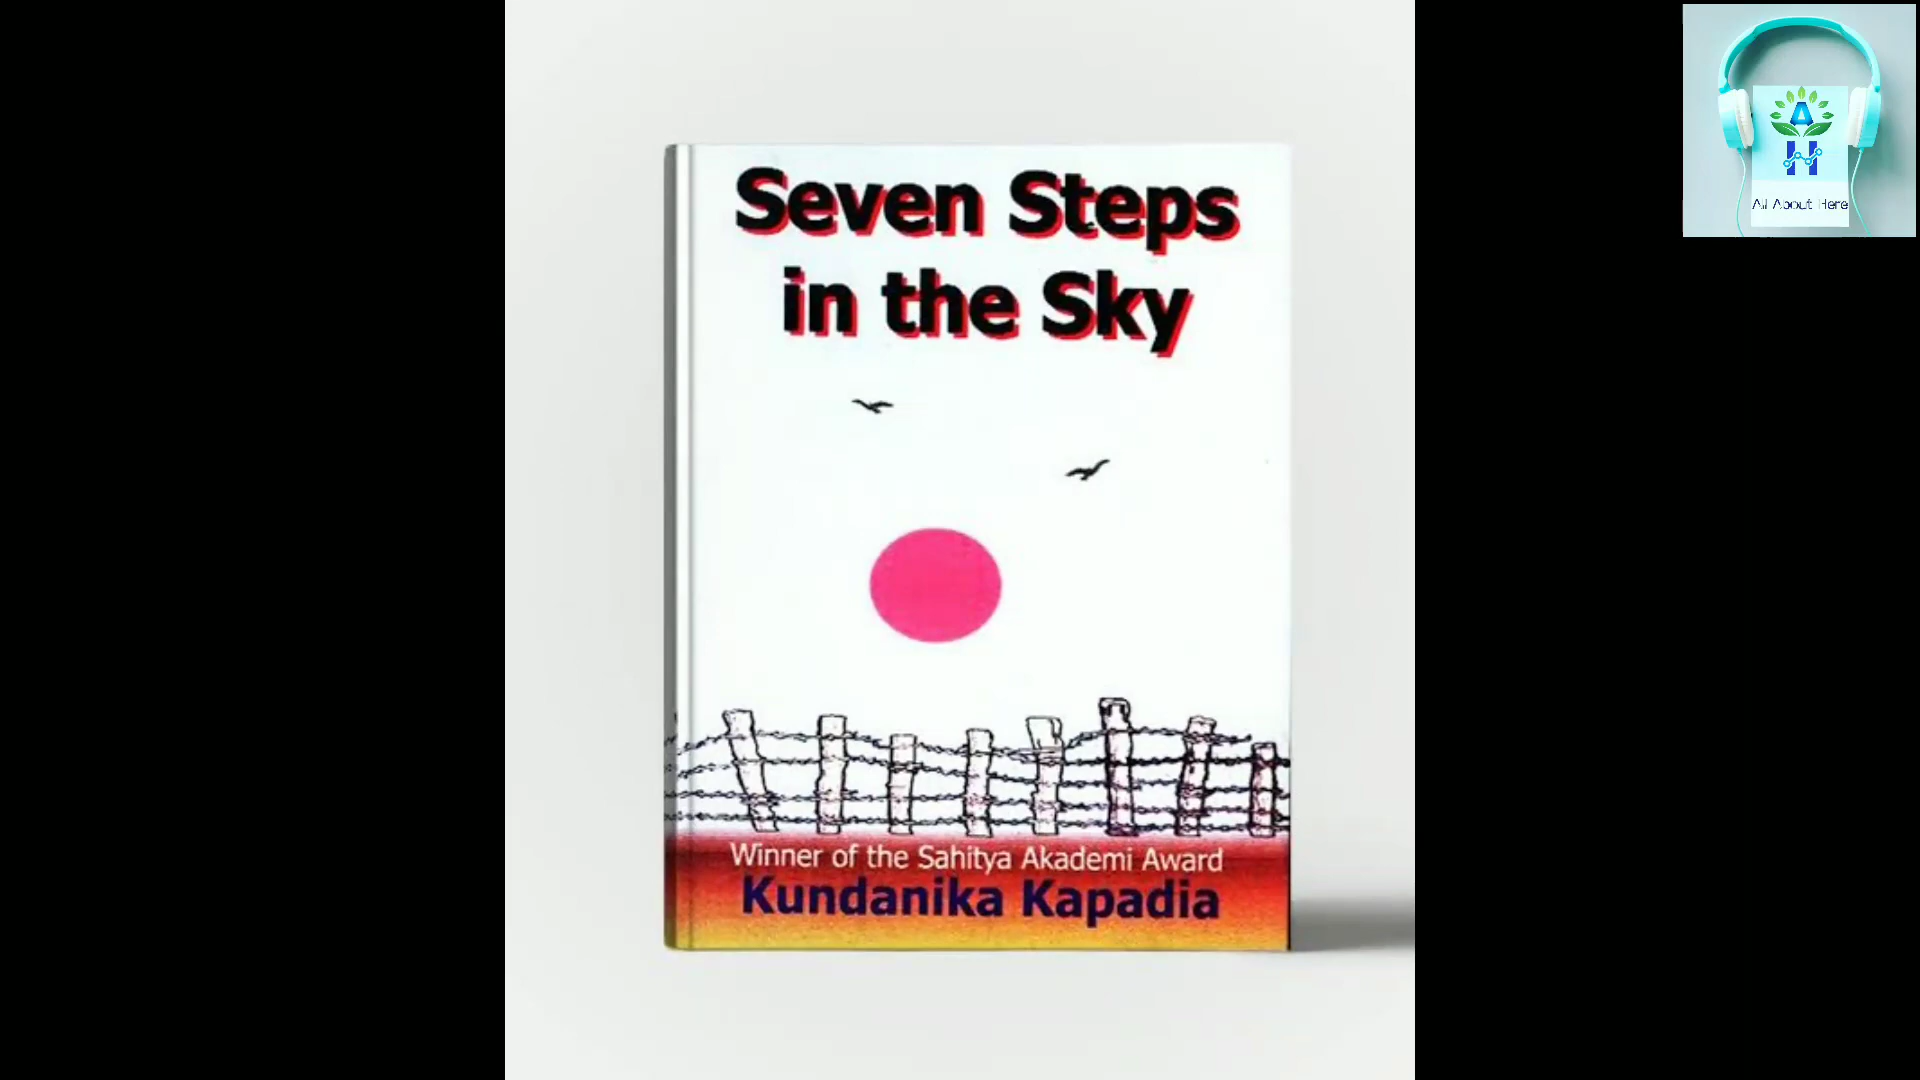 Seven Steps
in the Sky
Winner of the Sahitya Akademi Award
Kundanika Kapadia
A
H
All About Here